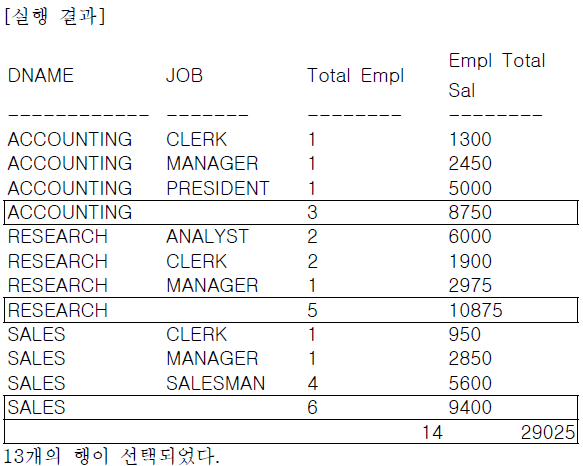 [실행 결과]
DNAME JOB Total Empl Empl Total Sal
------------ ------- -------- --------
ACCOUNTING CLERK 1 1300
ACCOUNTING MANAGER 1 2450
ACCOUNTING PRESIDENT 1 5000
ACCOUNTING 3 8750
RESEARCH ANALYST 2 6000
RESEARCH CLERK 2 1900
RESEARCH MANAGER 1 2975
RESEARCH 5 10875
SALES CLERK 1 950
SALES MANAGER 1 2850
SALES SALESMAN 4 5600
SALES 6 9400
14 29025
13개의 행이 선택되었다.